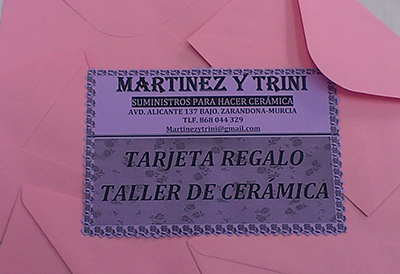 MARTINEZ Y TRINI
SUMINISTROS PARA HACER CERÁMICA
AVD. ALICANTE 137 BAJO. ZARANDONA-MURCIA
TLF. 868 044 329
Martinezytrini@gmail.com
TARJETA REGALO
TALLER DE CERÁMICA